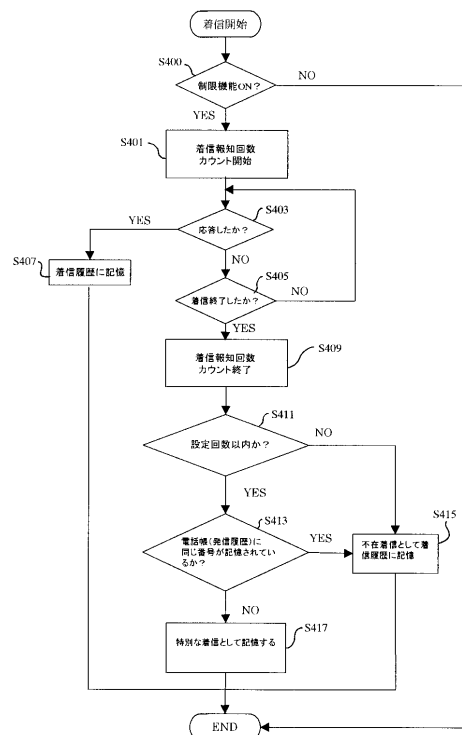 着信開始
S400
制限機能ON？
NO
YES
S401
着信報知回数
カウント開始
S403
YES
応答したか？
S407
着信履歴に記憶
NO
S405
着信終了したか？
NO
YES
着信報知回数
カウント終了
S409
S411
設定回数以内か？
NO
YES
S413
電話帳（発信履歴）に
同じ番号が記憶されてい
るか？
YES
S415
不在着信として着
信履歴に記憶
NO
S417
特別な着信として記憶する
END